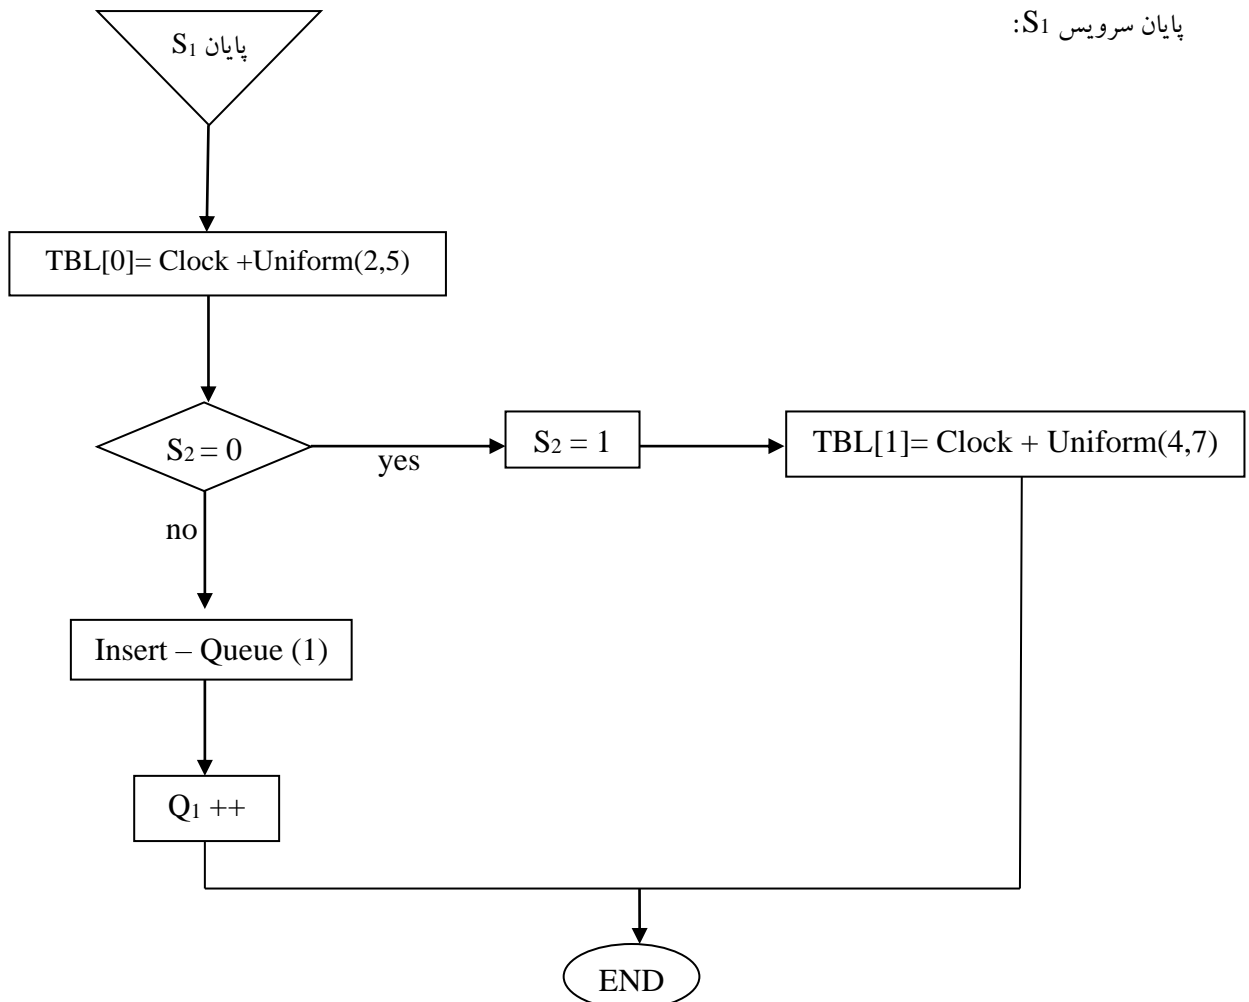 پایان سرویس S1:
پایان S1
TBL[0]= Clock +Uniform(2,5)
S2 = 0
yes
S2 = 1
TBL[1]= Clock + Uniform(4,7)
no
Insert – Queue (1)
Q1 ++
END